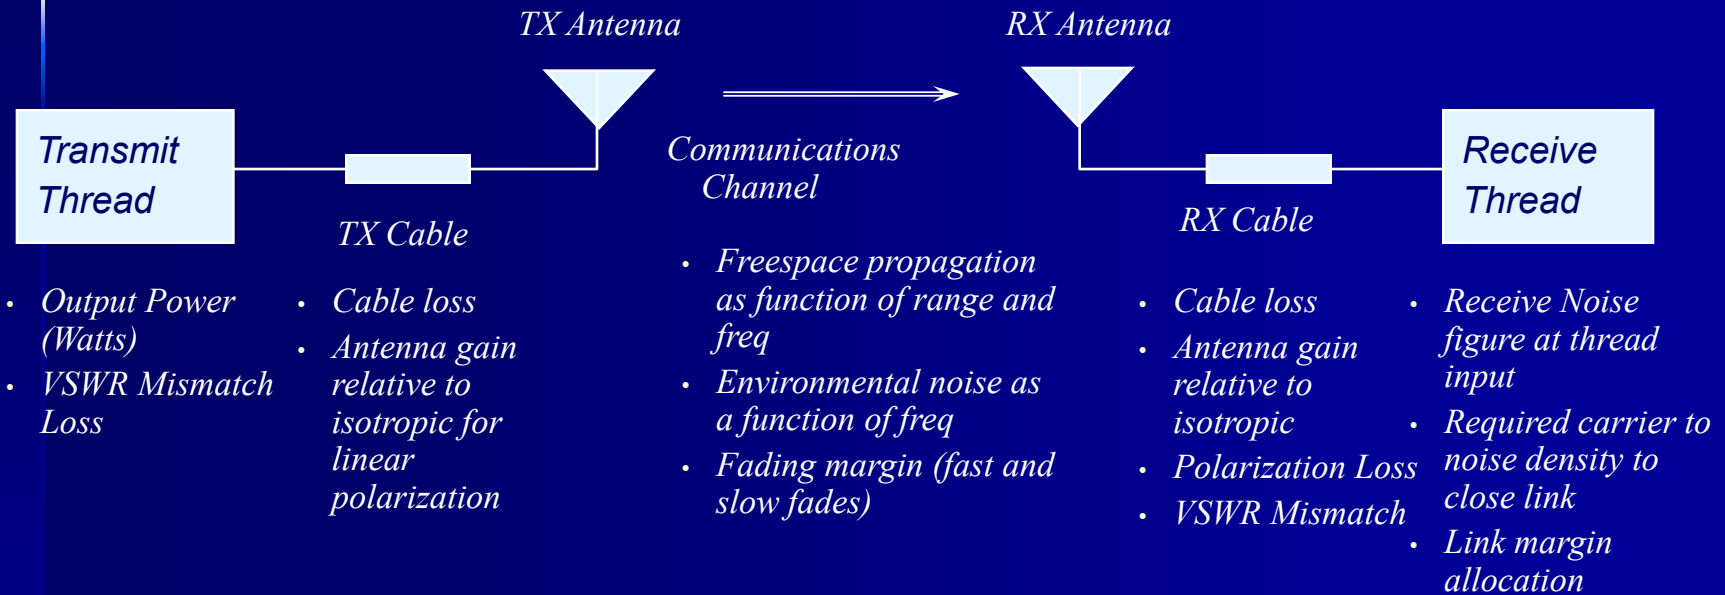 TX Antenna
RX Antenna
Transmit
Thread
TX Cable
Communications
Channel
RX Cable
Receive
Thread
• Output Power
(Watts)
• VSWR Mismatch
Loss
• Cable loss
• Antenna gain
relative to
isotropic for
linear
polarization
• Freespace propagation
as function of range and
freq
• Environmental noise as
a function of freq
• Fading margin (fast and
slow fades)
• Cable loss
• Antenna gain
relative to
isotropic
• Polarization Loss
• VSWR Mismatch
• Receive Noise
figure at thread
input
• Required carrier to
noise density to
close link
• Link margin
allocation